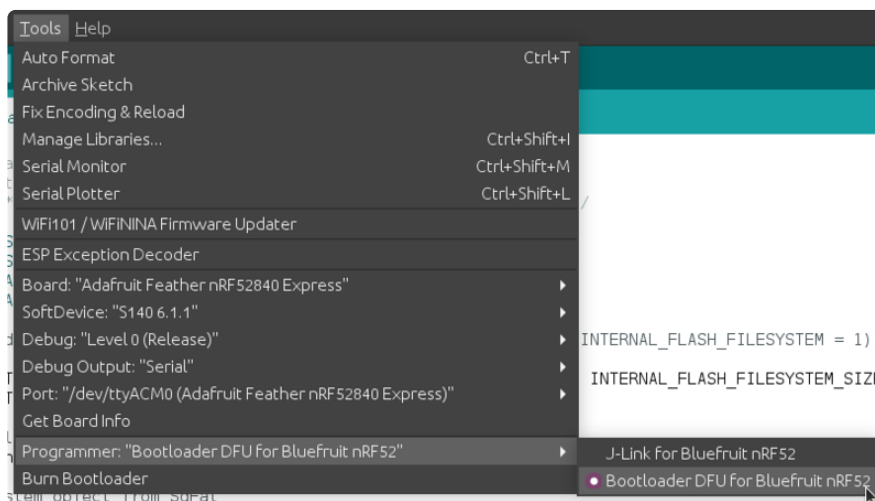 Tools Help
Auto Format Ctrl+T
Archive Sketch
Fix Encoding & Reload
Manage Libraries... Ctrl+Shift+I
Serial Monitor Ctrl+Shift+M
Serial Plotter Ctrl+Shift+L
WiFi101 / WiFiNINA Firmware Updater
ESP Exception Decoder
Board: "Adafruit Feather nRF52840 Express"
SoftDevice: "S140 6.1.1"
Debug: "Level 0 (Release)" INTERNAL_FLASH_FILESYSTEM = 1)
Debug Output: "Serial" INTERNAL_FLASH_FILESYSTEM_SIZ
Port: "/dev/ttyACM0 (Adafruit Feather nRF52840 Express)"
Get Board Info
Programmer: "Bootloader DFU for Bluefruit nRF52" J-Link for Bluefruit nRF52
Burn Bootloader Bootloader DFU for Bluefruit nRF52
stem object from SdFat